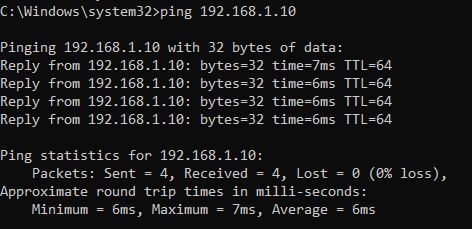 C:\Windows\system32>ping 192.168.1.10
Pinging 192.168.1.10 with 32 bytes of data:
Reply from 192.168.1.10: bytes=32 time=7ms TTL=64
Reply from 192.168.1.10: bytes=32 time=6ms TTL=64
Reply from 192.168.1.10: bytes=32 time=6ms TTL=64
Reply from 192.168.1.10: bytes=32 time=6ms TTL=64
Ping statistics for 192.168.1.10:
    Packets: Sent = 4, Received = 4, Lost = 0 (0% loss),
Approximate round trip times in milli-seconds:
    Minimum = 6ms, Maximum = 7ms, Average = 6ms